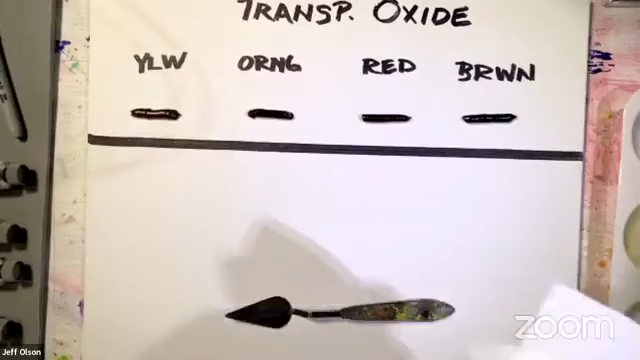 TRANSP. OXIDE
YLW ORNG RED BRWN
Jeff Olson
zoom